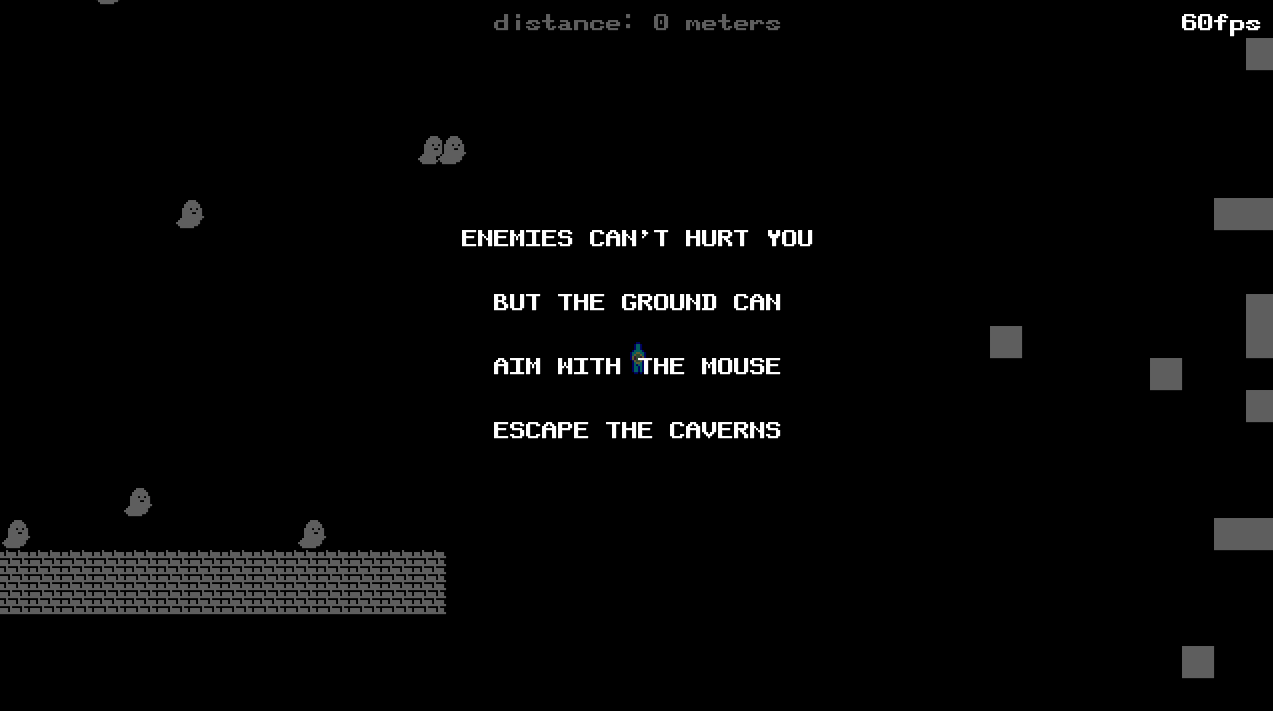 distance: 0 meters
60fps
ENEMIES CAN'T HURT YOU
BUT THE GROUND CAN
AIM WITH THE MOUSE
ESCAPE THE CAVERNS